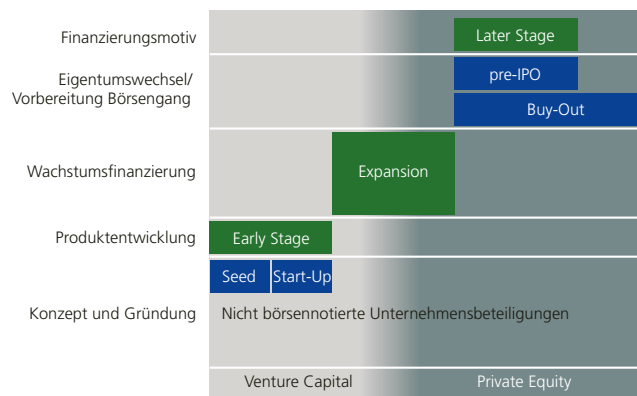 Finanzierungsmotiv
Later Stage
Eigentumswechsel/
Vorbereitung Börsengang
pre-IPO
Buy-Out
Wachstumsfinanzierung
Expansion
Produktentwicklung
Early Stage
Seed
Start-Up
Konzept und Gründung
Nicht börsennotierte Unternehmensbeteiligungen
Venture Capital
Private Equity